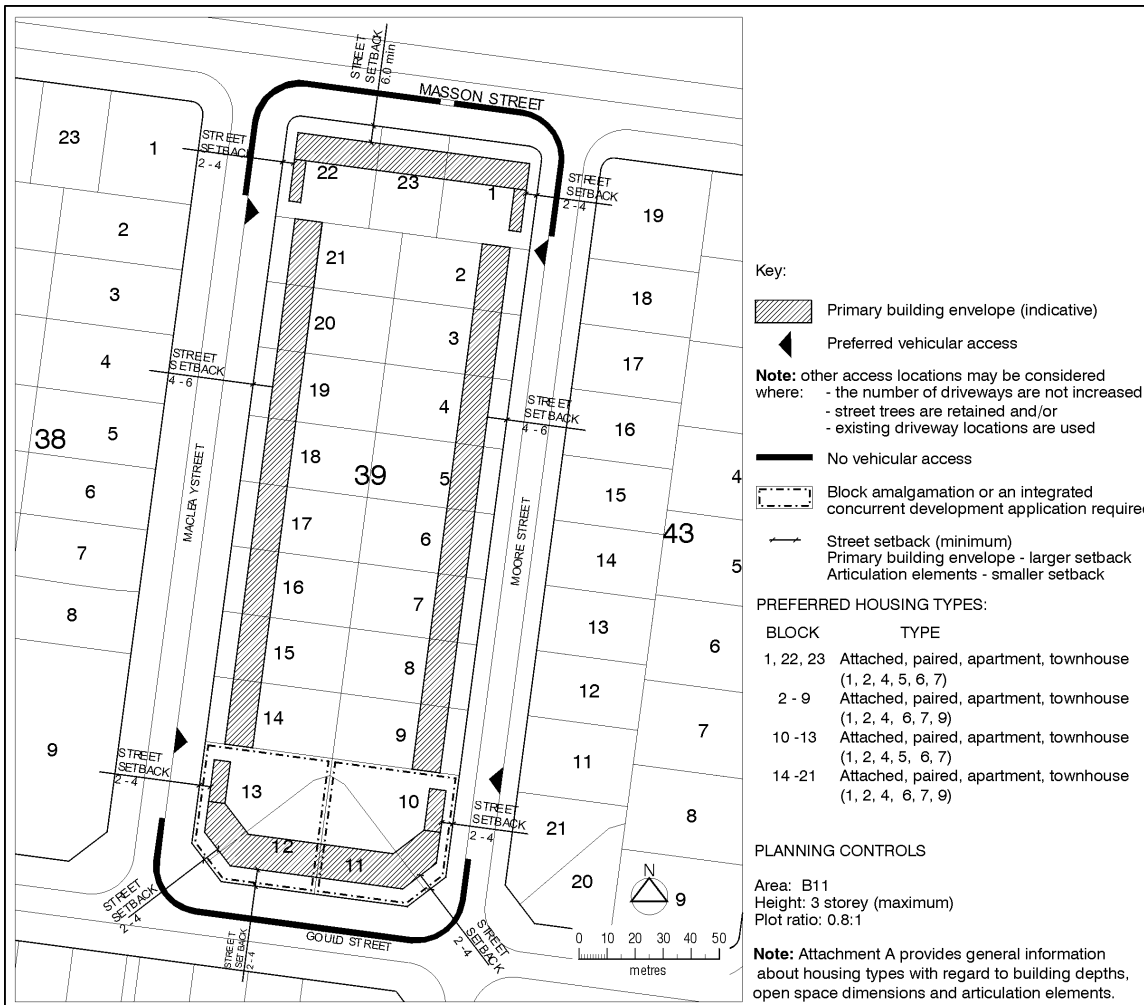 STREET
SETBACK
6.0 min
MASSON STREET
STREET
SETBACK
2 - 4
STREET
SETBACK
2 - 4
23
1
22
23
1
19
2
21
2
18
3
20
3
17
STREET
SETBACK
4 - 6
4
19
4
STREET
SETBACK
4 - 6
16
38
5
18
39
5
15
4
6
17
6
43
MACLEAY STREET
MOORE STREET
7
16
7
14
5
8
15
8
13
6
14
9
12
7
9
11
STREET
SETBACK
2 - 4
13
10
STREET
SETBACK
2 - 4
21
8
12
11
20
9
STREET
SETBACK
2 - 4
STREET
SETBACK
2 - 4
STREET
SETBACK
2 - 4
GOULD STREET
N
0 10 20 30 40 50
metres
Key:
Primary building envelope (indicative)
Preferred vehicular access
Note: other access locations may be considered
where: - the number of driveways are not increased
- street trees are retained and/or
- existing driveway locations are used
No vehicular access
Block amalgamation or an integrated
concurrent development application require
Street setback (minimum)
Primary building envelope - larger setback
Articulation elements - smaller setback
PREFERRED HOUSING TYPES:
BLOCK TYPE
1, 22, 23 Attached, paired, apartment, townhouse
(1, 2, 4, 5, 6, 7)
2 - 9 Attached, paired, apartment, townhouse
(1, 2, 4, 6, 7, 9)
10 -13 Attached, paired, apartment, townhouse
(1, 2, 4, 5, 6, 7)
14 -21 Attached, paired, apartment, townhouse
(1, 2, 4, 6, 7, 9)
PLANNING CONTROLS
Area: B11
Height: 3 storey (maximum)
Plot ratio: 0.8:1
Note: Attachment A provides general information
about housing types with regard to building depths,
open space dimensions and articulation elements.